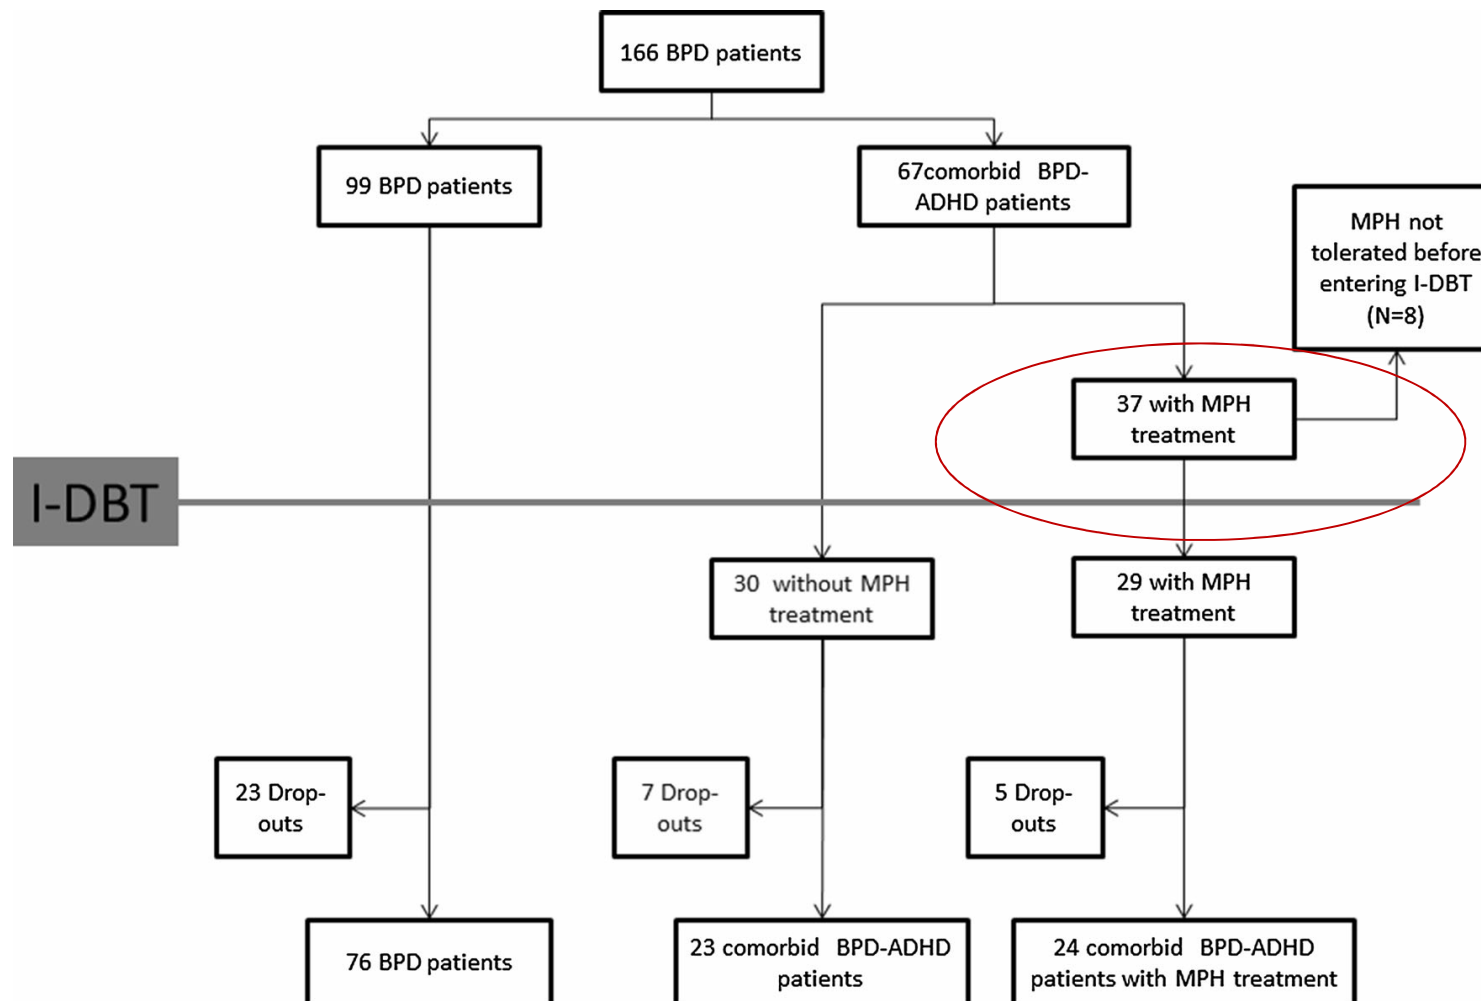 166 BPD patients
99 BPD patients
67comorbid BPD-
ADHD patients
MPH not
tolerated before
entering I-DBT
(N=8)
37 with MPH
treatment
I-DBT
30 without MPH
treatment
29 with MPH
treatment
23 Drop-
outs
7 Drop-
outs
5 Drop-
outs
76 BPD patients
23 comorbid BPD-ADHD
patients
24 comorbid BPD-ADHD
patients with MPH treatment